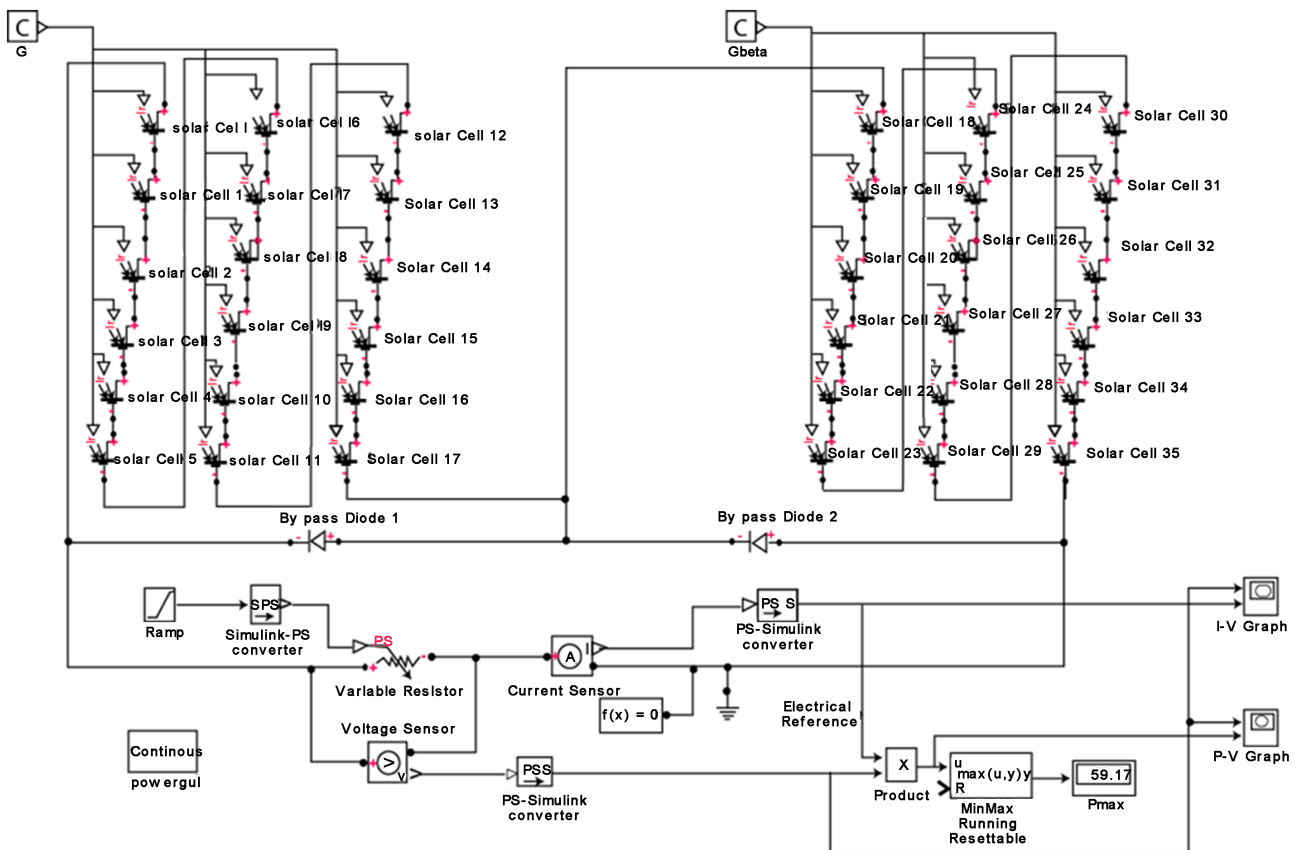 C
G
C
Gbeta
Ir
solar Cell I
solar Cell 1
solar Cell 2
solar Cell 3
solar Cell 4
solar Cell 5
solar Cell I6
solar Cell I7
solar Cell I8
solar Cell I9
solar Cell 10
solar Cell 11
solar Cell 12
Solar Cell 13
Solar Cell 14
Solar Cell 15
Solar Cell 16
Solar Cell 17
Solar Cell 18
Solar Cell 19
Solar Cell 20
Solar Cell 21
Solar Cell 22
Solar Cell 23
Solar Cell 24
Solar Cell 25
Solar Cell 26
Solar Cell 27
Solar Cell 28
Solar Cell 29
Solar Cell 30
Solar Cell 31
Solar Cell 32
Solar Cell 33
Solar Cell 34
Solar Cell 35
By pass Diode 1
By pass Diode 2
Ramp
SPS
Simulink-PS
converter
PS
Variable Resistor
A
I
Current Sensor
PS S
PS-Simulink
converter
I-V Graph
f(x) = 0
Electrical
Reference
Voltage Sensor
V
Continous
powergul
PSS
PS-Simulink
converter
X
Product
u
max(u,y)
y
R
MinMax
Running
Resettable
59.17
Pmax
P-V Graph